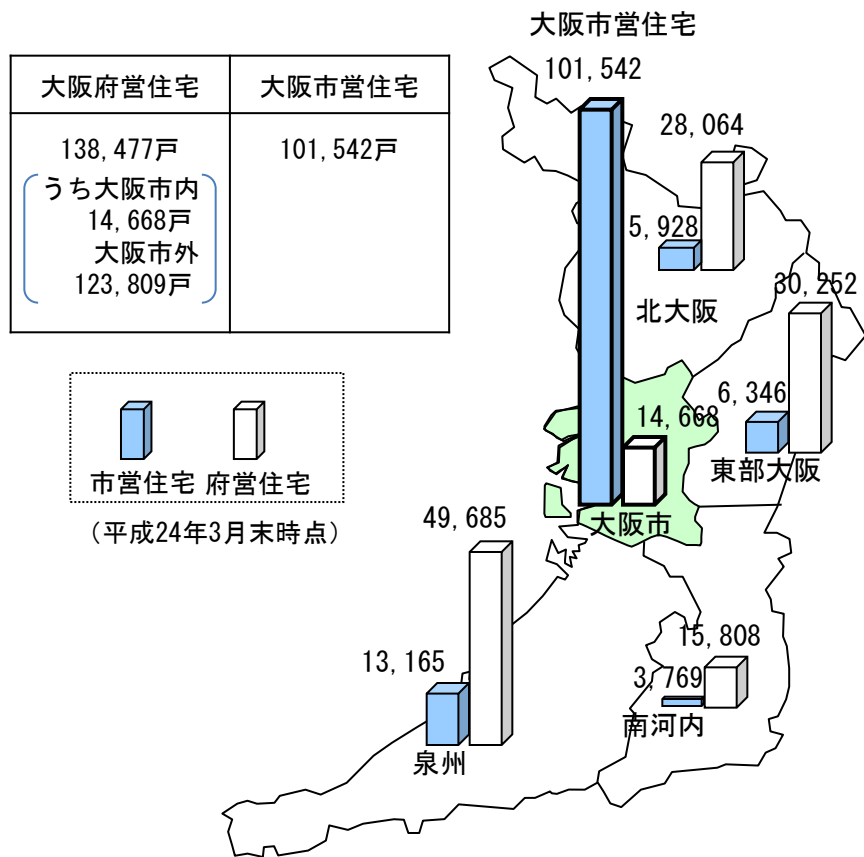 大阪市営住宅
101,542
大阪府営住宅 大阪市営住宅
138,477戸 101,542戸
うち大阪市内
14,668戸
大阪市外
123,809戸
28,064
5,928
北大阪
30,252
6,346
東部大阪
14,668
大阪市
市営住宅 府営住宅
(平成24年3月末時点)
49,685
13,165
泉州
15,808
3,769
南河内